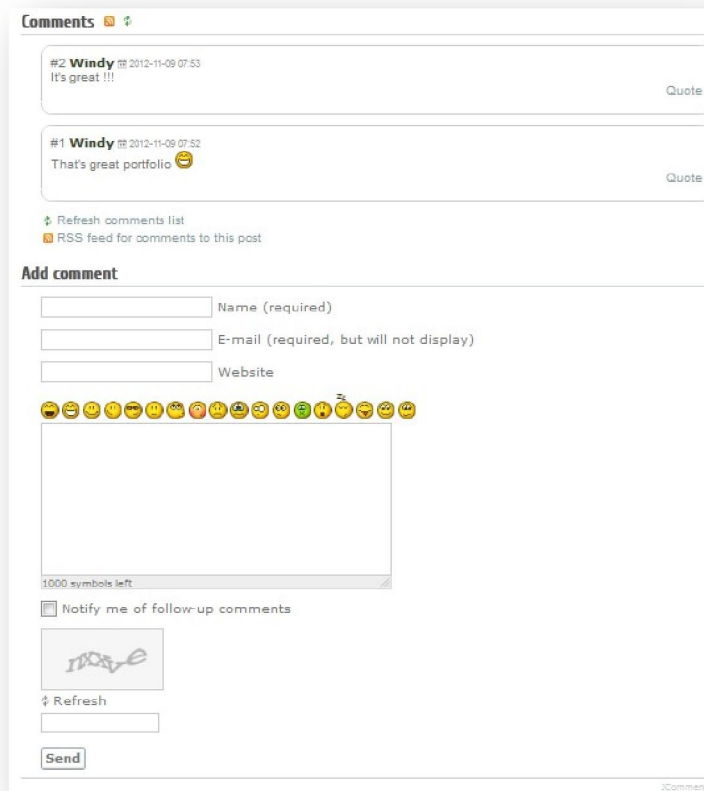 Comments
#2 Windy 2012-11-09 07:53
It's great !!!
Quote
#1 Windy 2012-11-09 07:52
That's great portfolio
Quote
Refresh comments list
RSS feed for comments to this post
Add comment
Name (required)
E-mail (required, but will not display)
Website
1000 symbols left
Notify me of follow-up comments
Refresh
Send
JCommen